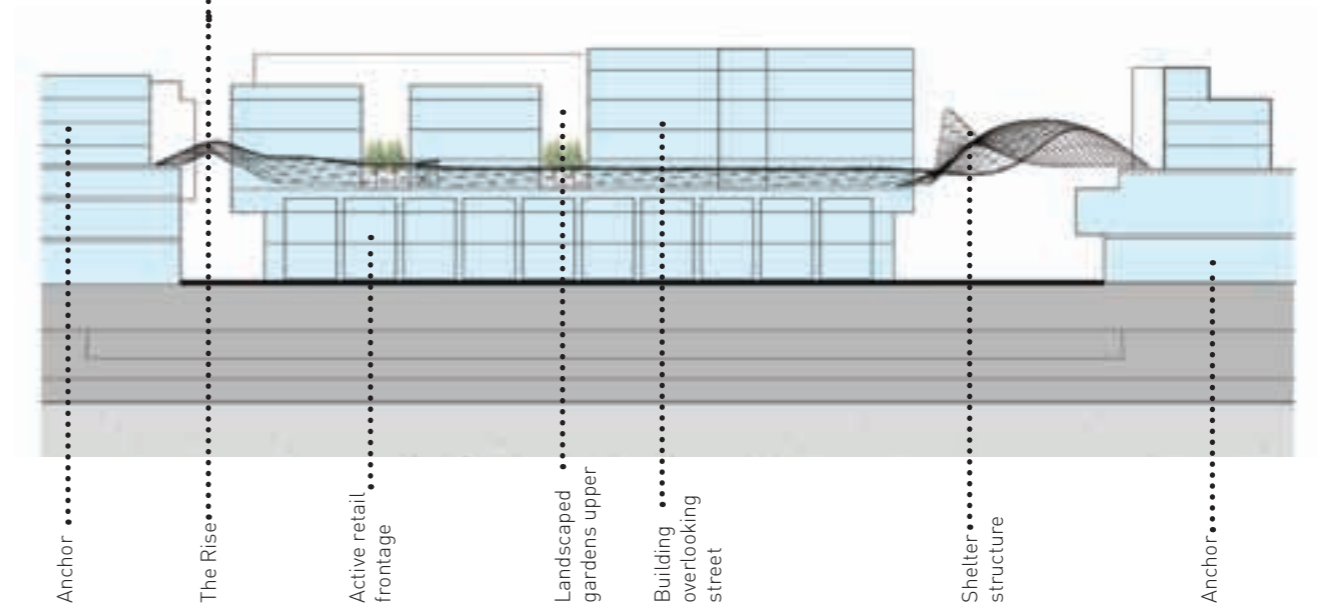 Anchor
The Rise
Active retail
frontage
Landscaped
gardens upper
Building
overlooking
street
Shelter
structure
Anchor